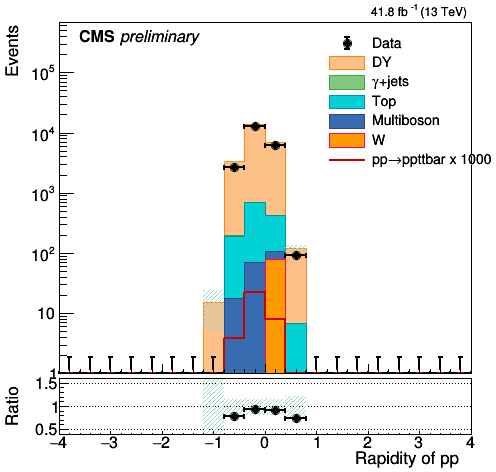 41.8 fb⁻¹ (13 TeV)
CMS preliminary
Events
Data
DY
γ+jets
Top
Multiboson
W
pp→ppttbar x 1000
10⁵
10⁴
10³
10²
10
1
Ratio
1.5
1
0.5
−4 −3 −2 −1 0 1 2 3 4
Rapidity of pp